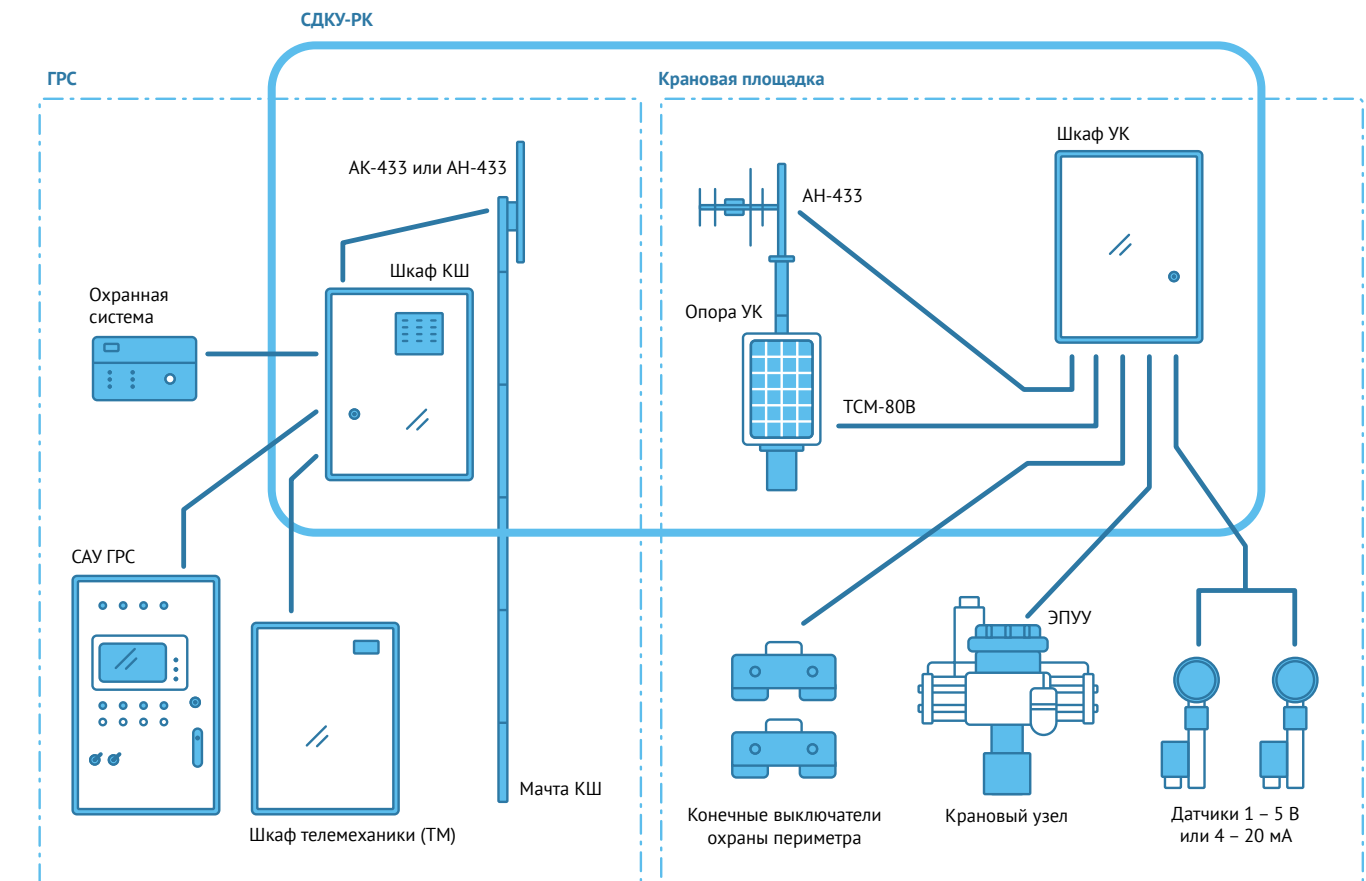 СДКУ-РК
ГРС
Крановая площадка
Шкаф УК
АК-433 или АН-433
АН-433
Шкаф КШ
Охранная
система
Опора УК
ТСМ-80В
САУ ГРС
ЭПУУ
Мачта КШ
Шкаф телемеханики (ТМ)
Конечные выключатели
охраны периметра
Крановый узел
Датчики 1 – 5 В
или 4 – 20 мА